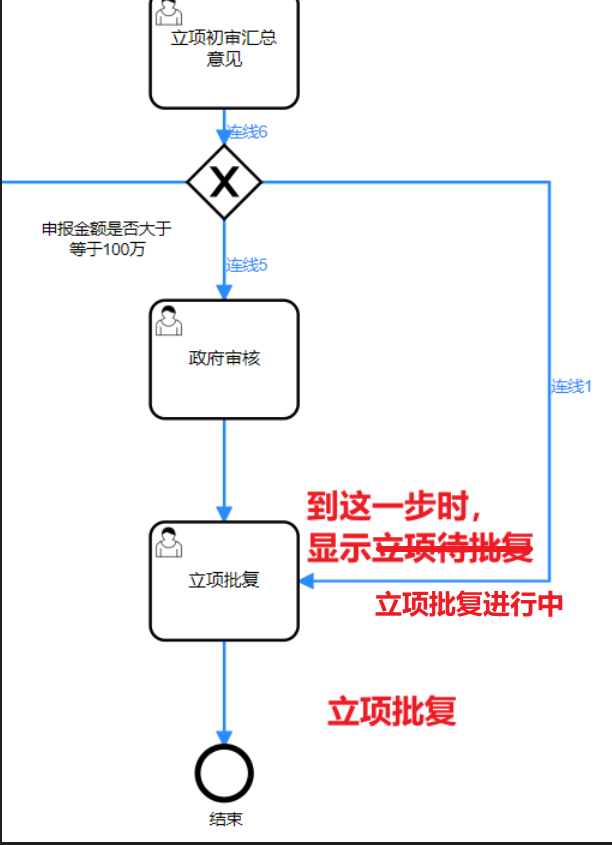 立项初审汇总
意见
连线6
X
申报金额是否大于
等于100万
连线5
政府审核
连线1
到这一步时，
显示立项待批复
立项批复
立项批复进行中
立项批复
结束